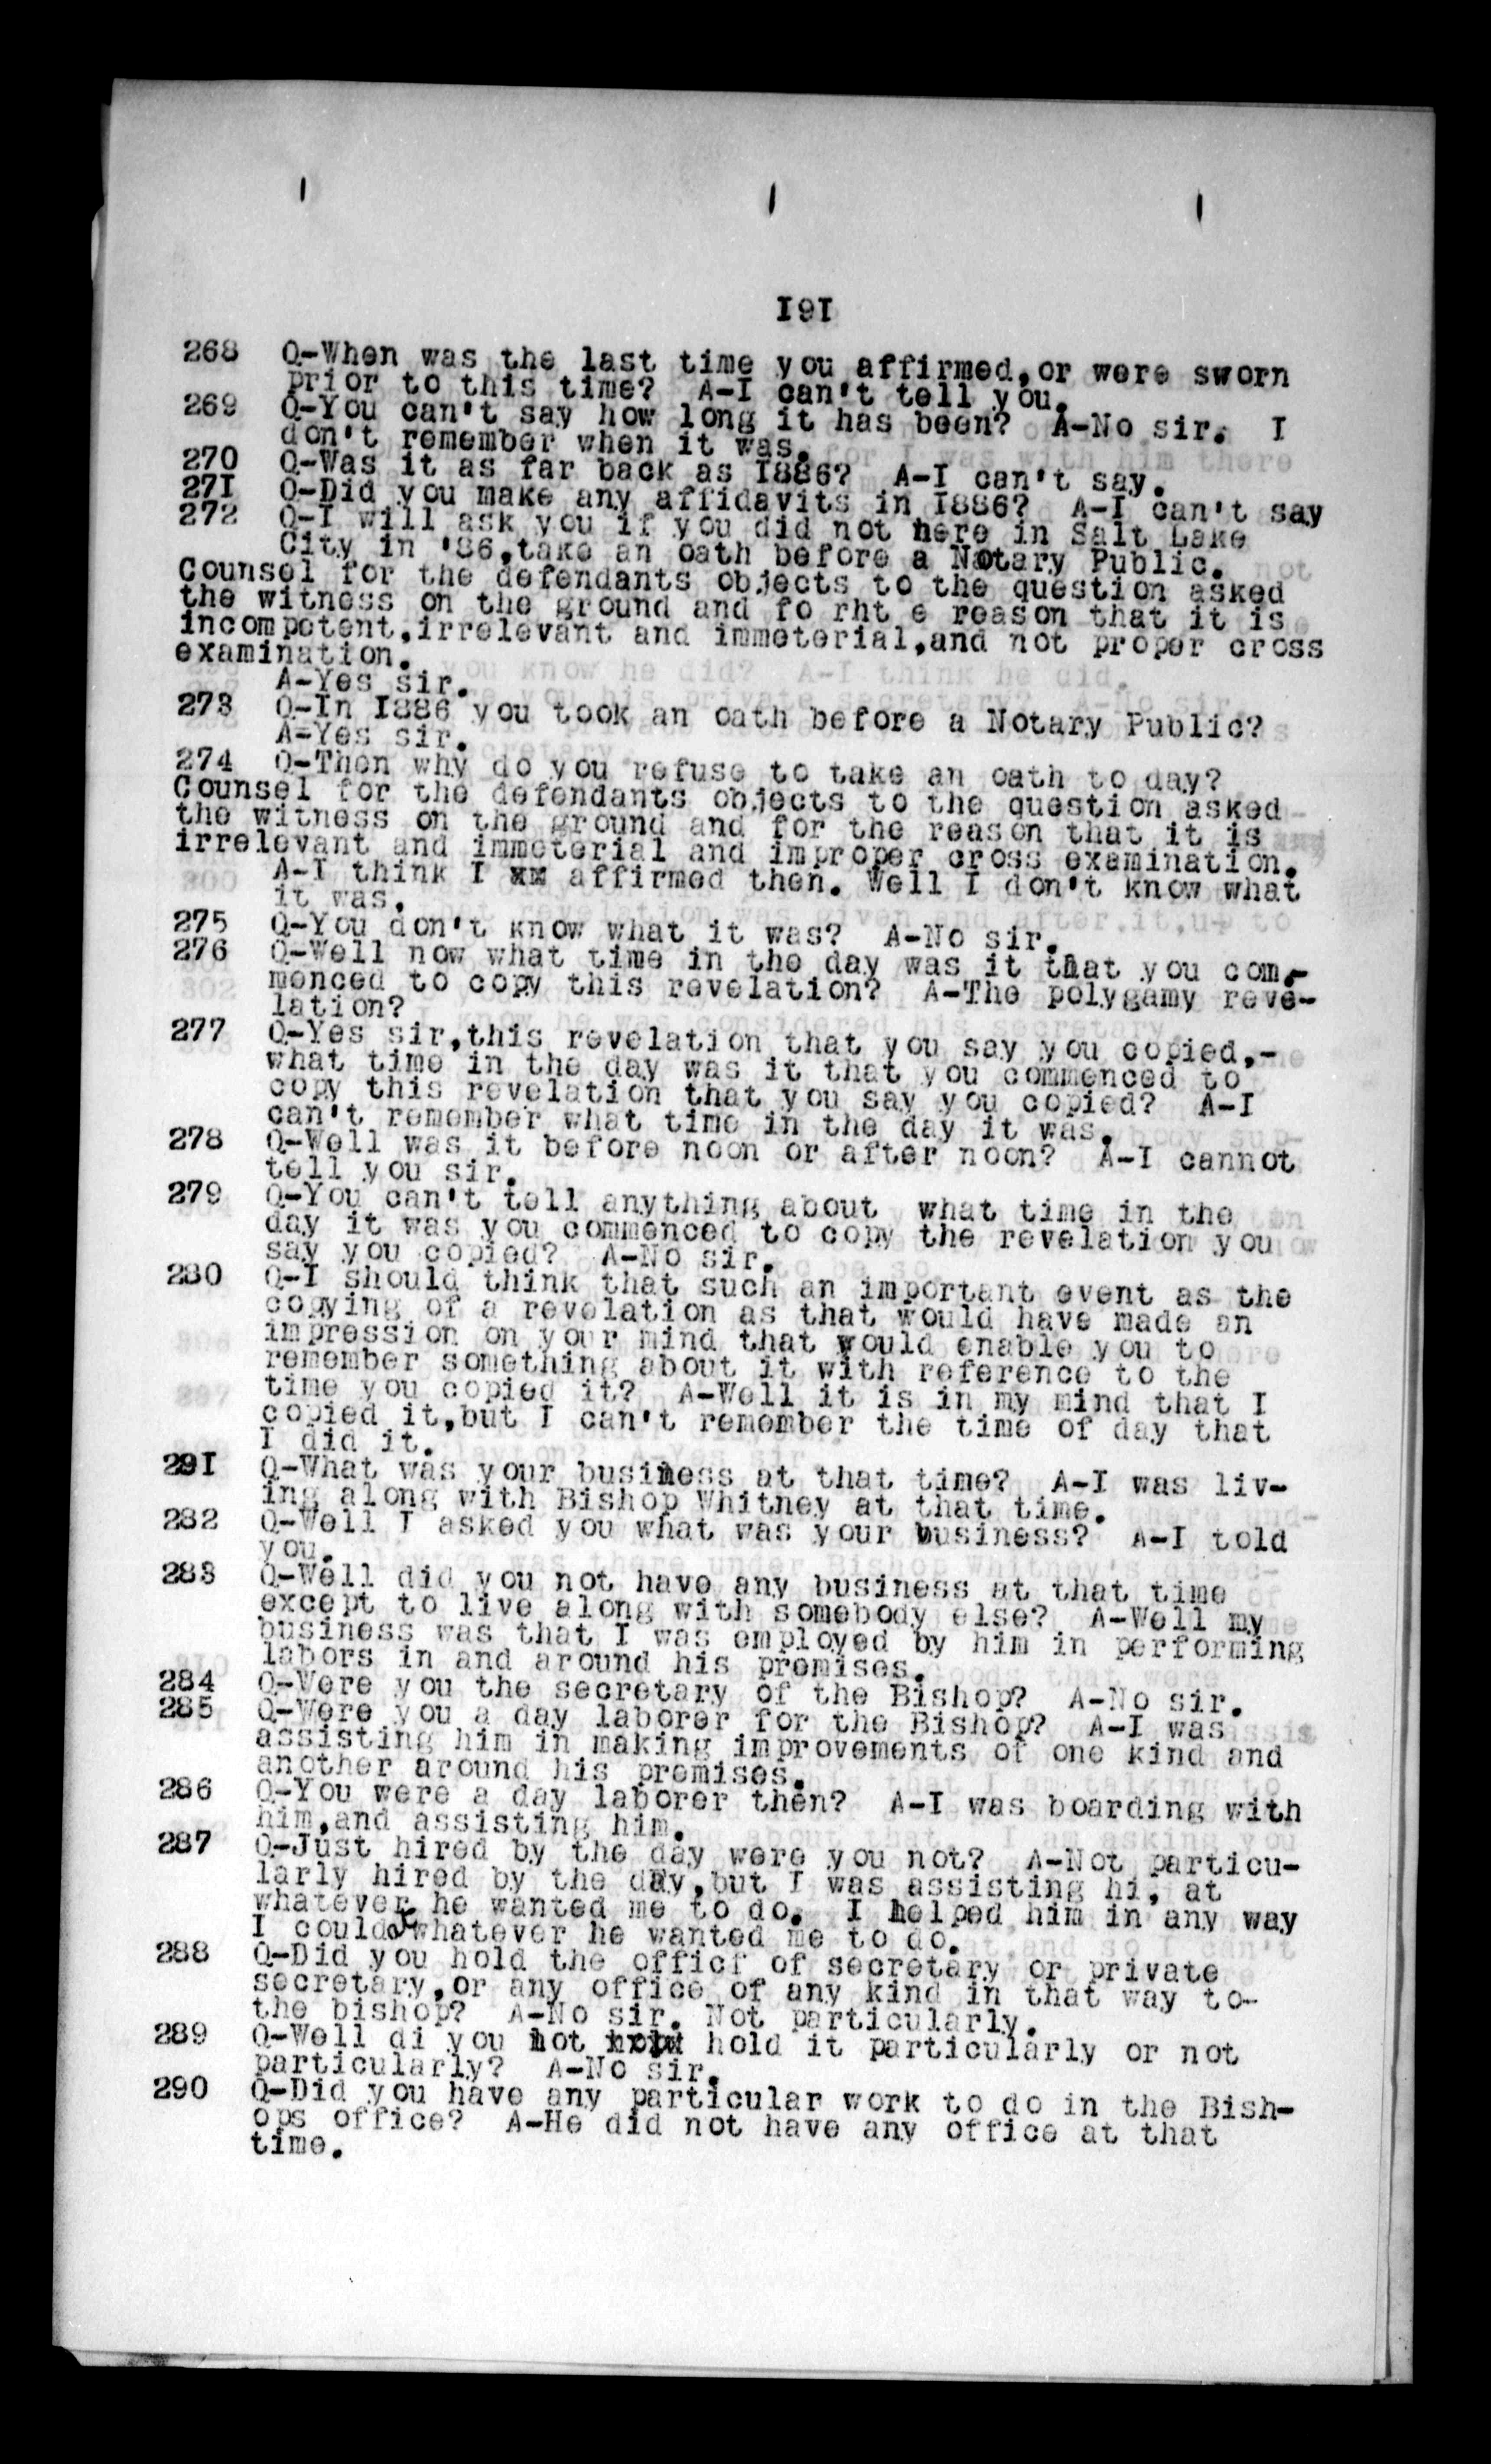 I9I
268 Q-When was the last time you affirmed,or were sworn
prior to this time? A-I can't tell you.
269 Q-You can't say how long it has been? A-No sir. I
don't remember when it was.
270 Q-Was it as far back as I886? A-I can't say.
27I Q-Did you make any affidavits in I886? A-I can't say
272 Q-I will ask you if you did not here in Salt Lake
City in '86,take an oath before a Notary Public.
Counsel for the defendants objects to the question asked
the witness on the ground and fo rht e reason that it is
incompetent,irrelevant and immeterial,and not proper cross
examination.
A-Yes sir.
273 Q-In I886 you took an oath before a Notary Public?
A-Yes sir.
274 Q-Then why do you refuse to take an oath to day?
Counsel for the defendants objects to the question asked
the witness on the ground and for the reason that it is
irrelevant and immeterial and improper cross examination.
A-I think I xx affirmed then. Well I don't know what
it was.
275 Q-You don't know what it was? A-No sir.
276 Q-Well now what time in the day was it that you com,-
menced to copy this revelation? A-The polygamy reve-
lation?
277 Q-Yes sir,this revelation that you say you copied,-
what time in the day was it that you commenced to
copy this revelation that you say you copied? A-I
can't remember what time in the day it was.
278 Q-Well was it before noon or after noon? A-I cannot
tell you sir.
279 Q-You can't tell anything about what time in the
day it was you commenced to copy the revelation you
say you copied? A-No sir.
280 Q-I should think that such an important event as the
copying of a revelation as that would have made an
impression on your mind that would enable you to
remember something about it with reference to the
time you copied it? A-Well it is in my mind that I
copied it,but I can't remember the time of day that
I did it.
29I Q-What was your business at that time? A-I was liv-
ing along with Bishop Whitney at that time.
282 Q-Well I asked you what was your business? A-I told
you.
283 Q-Well did you not have any business at that time
except to live along with somebody else? A-Well my
business was that I was employed by him in performing
labors in and around his premises.
284 Q-Were you the secretary of the Bishop? A-No sir.
285 Q-Were you a day laborer for the Bishop? A-I was
assisting him in making improvements of one kind and
another around his premises.
286 Q-You were a day laborer then? A-I was boarding with
him,and assisting him.
287 Q-Just hired by the day were you not? A-Not particu-
larly hired by the day,but I was assisting hi, at
whatever he wanted me to do. I helped him in any way
I could at whatever he wanted me to do.
288 Q-Did you hold the officf of secretary or private
secretary,or any office of any kind in that way to-
the bishop? A-No sir. Not particularly.
289 Q-Well di you not hold it particularly or not
particularly? A-No sir.
290 Q-Did you have any particular work to do in the Bish-
ops office? A-He did not have any office at that
time.